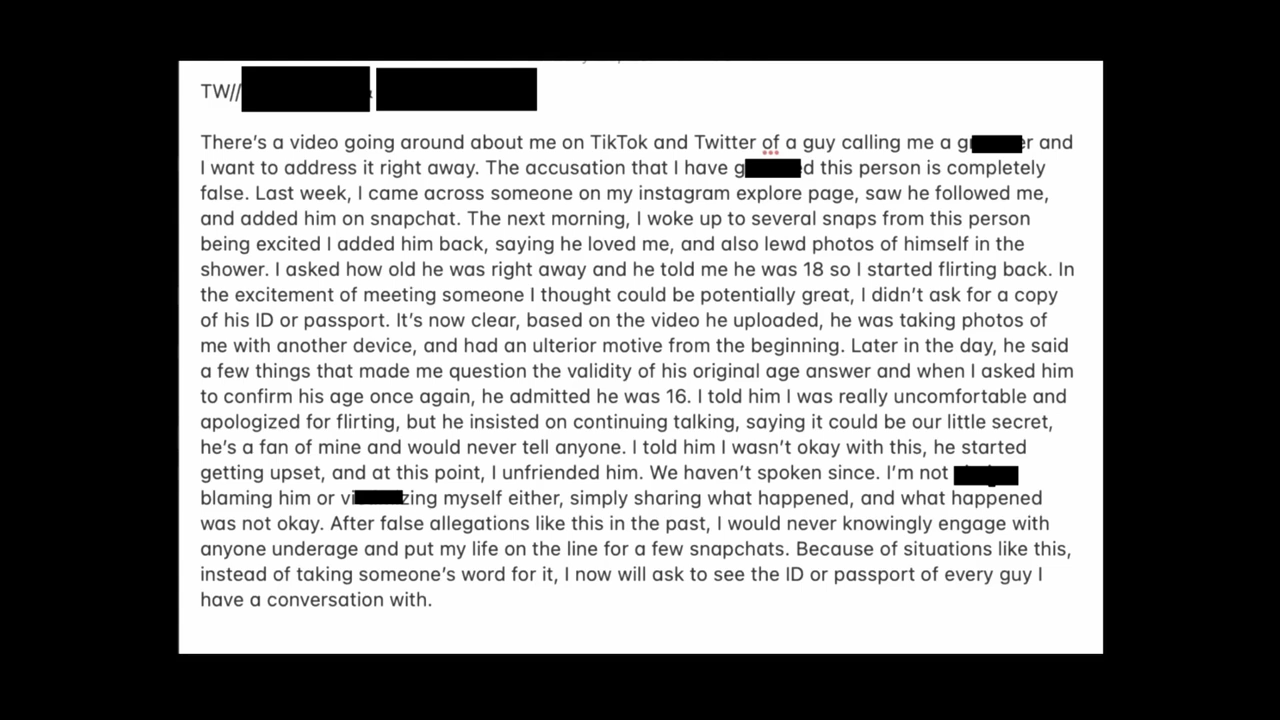 TW//
There's a video going around about me on TikTok and Twitter of a guy calling me a and
I want to address it right away. The accusation that I have this person is completely
false. Last week, I came across someone on my instagram explore page, saw he followed me,
and added him on snapchat. The next morning, I woke up to several snaps from this person
being excited I added him back, saying he loved me, and also lewd photos of himself in the
shower. I asked how old he was right away and he told me he was 18 so I started flirting back. In
the excitement of meeting someone I thought could be potentially great, I didn't ask for a copy
of his ID or passport. It's now clear, based on the video he uploaded, he was taking photos of
me with another device, and had an ulterior motive from the beginning. Later in the day, he said
a few things that made me question the validity of his original age answer and when I asked him
to confirm his age once again, he admitted he was 16. I told him I was really uncomfortable and
apologized for flirting, but he insisted on continuing talking, saying it could be our little secret,
he's a fan of mine and would never tell anyone. I told him I wasn't okay with this, he started
getting upset, and at this point, I unfriended him. We haven't spoken since. I'm not
blaming him or myself either, simply sharing what happened, and what happened
was not okay. After false allegations like this in the past, I would never knowingly engage with
anyone underage and put my life on the line for a few snapchats. Because of situations like this,
instead of taking someone's word for it, I now will ask to see the ID or passport of every guy I
have a conversation with.